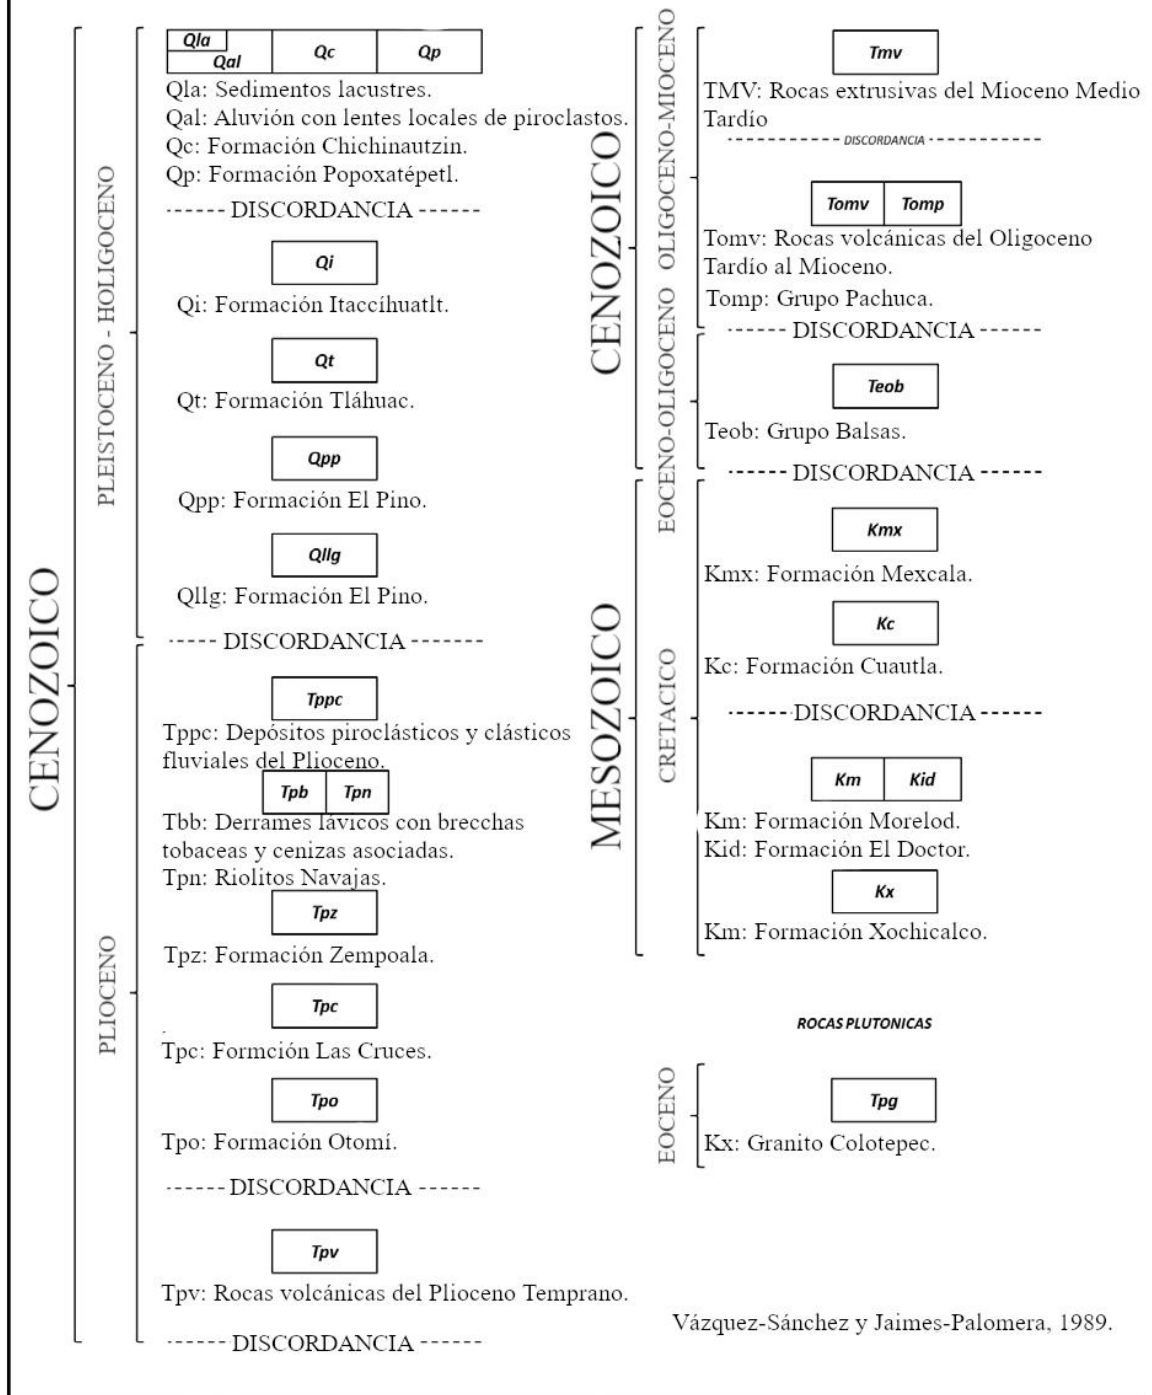 CENOZOICO
PLEISTOCENO - HOLIGOCENO
Qla
Qal
Qc
Qp
Qla: Sedimentos lacustres.
Qal: Aluvión con lentes locales de piroclastos.
Qc: Formación Chichinautzin.
Qp: Formación Popoxatépetl.
------ DISCORDANCIA ------
Qi
Qi: Formación Itaccíhuatlt.
Qt
Qt: Formación Tláhuac.
Qpp
Qpp: Formación El Pino.
Qllg
Qllg: Formación El Pino.
----- DISCORDANCIA -------
PLIOCENO
Tppc
Tppc: Depósitos piroclásticos y clásticos
fluviales del Plioceno.
Tpb
Tpn
Tbb: Derrames lávicos con brecchas
tobaceas y cenizas asociadas.
Tpn: Riolitos Navajas.
Tpz
Tpz: Formación Zempoala.
Tpc
Tpc: Formción Las Cruces.
Tpo
Tpo: Formación Otomí.
------ DISCORDANCIA ------
Tpv
Tpv: Rocas volcánicas del Plioceno Temprano.
------ DISCORDANCIA ------
CENOZOICO
OLIGOCENO-MIOCENO
Tmv
TMV: Rocas extrusivas del Mioceno Medio
Tardío
------------ DISCORDANCIA ------------
Tomv
Tomp
Tomv: Rocas volcánicas del Oligoceno
Tardío al Mioceno.
Tomp: Grupo Pachuca.
------ DISCORDANCIA ------
EOCENO-OLIGOCENO
Teob
Teob: Grupo Balsas.
------ DISCORDANCIA ------
MESOZOICO
CRETACICO
Kmx
Kmx: Formación Mexcala.
Kc
Kc: Formación Cuautla.
------ DISCORDANCIA ------
Km
Kid
Km: Formación Morelod.
Kid: Formación El Doctor.
Kx
Km: Formación Xochicalco.
ROCAS PLUTONICAS
EOCENO
Tpg
Kx: Granito Colotepec.
Vázquez-Sánchez y Jaimes-Palomera, 1989.